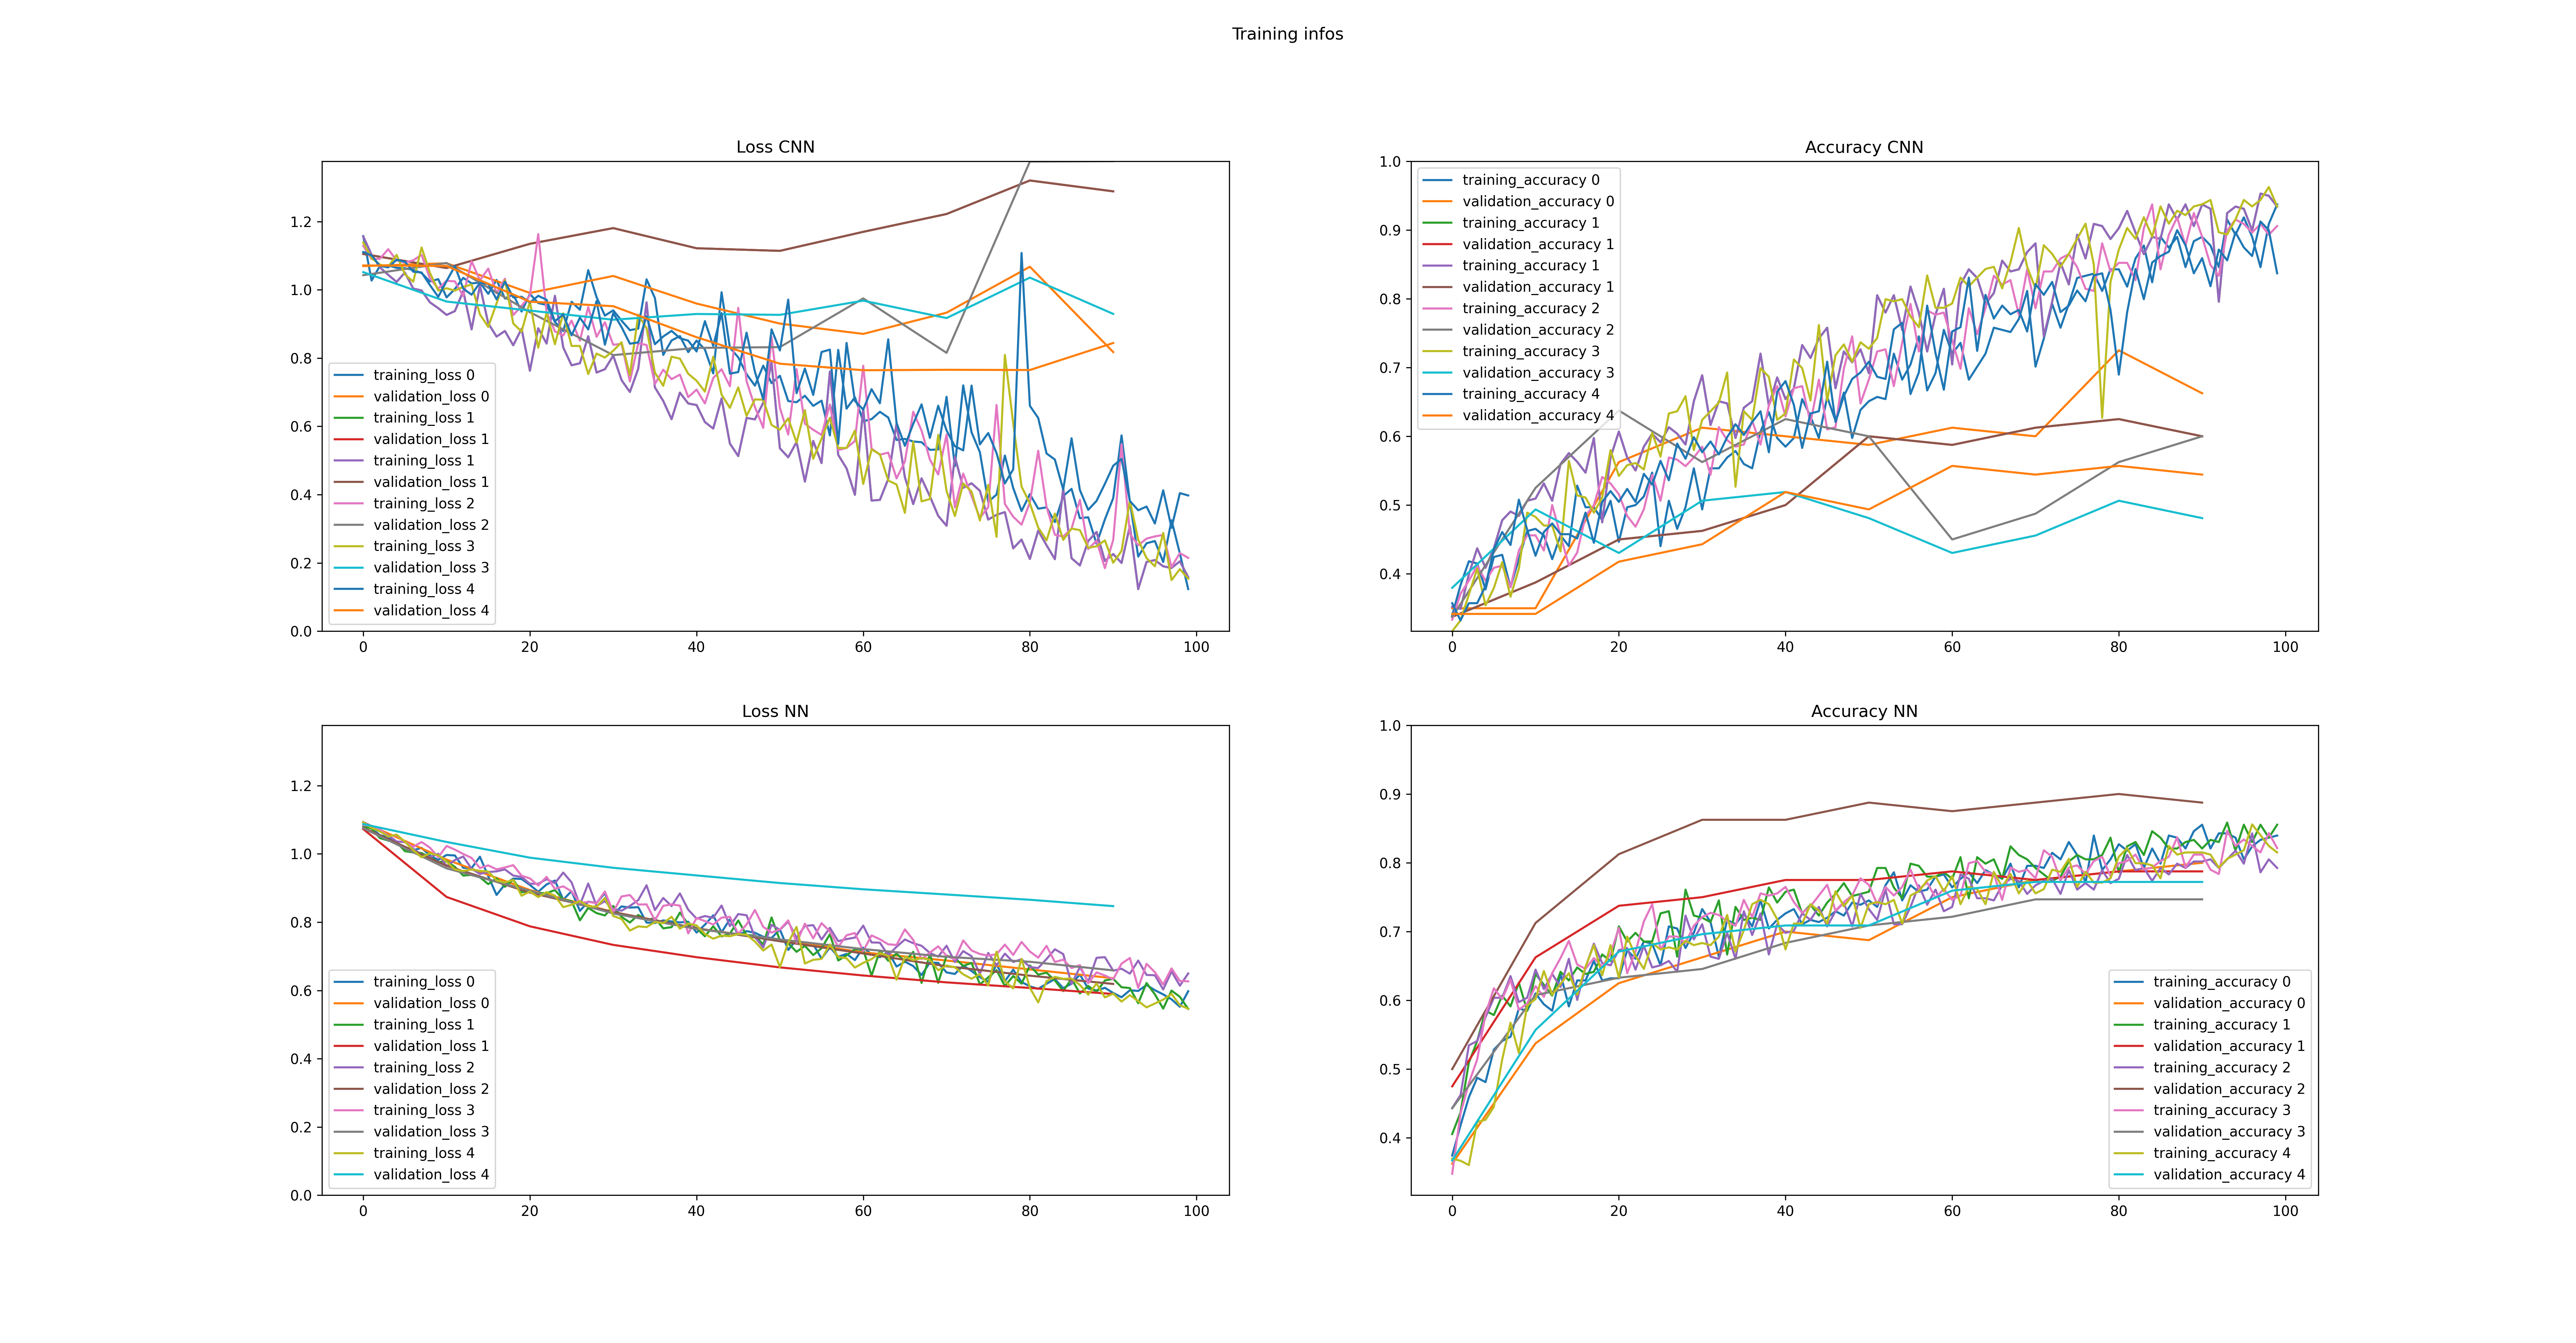 Training infos
Loss CNN
1.2
1.0
0.8
0.6
0.4
0.2
0.0
training_loss 0
validation_loss 0
training_loss 1
validation_loss 1
training_loss 1
validation_loss 1
training_loss 2
validation_loss 2
training_loss 3
validation_loss 3
training_loss 4
validation_loss 4
0 20 40 60 80 100
Accuracy CNN
1.0
0.9
0.8
0.7
0.6
0.5
0.4
training_accuracy 0
validation_accuracy 0
training_accuracy 1
validation_accuracy 1
training_accuracy 1
validation_accuracy 1
training_accuracy 2
validation_accuracy 2
training_accuracy 3
validation_accuracy 3
training_accuracy 4
validation_accuracy 4
0 20 40 60 80 100
Loss NN
1.2
1.0
0.8
0.6
0.4
0.2
0.0
training_loss 0
validation_loss 0
training_loss 1
validation_loss 1
training_loss 2
validation_loss 2
training_loss 3
validation_loss 3
training_loss 4
validation_loss 4
0 20 40 60 80 100
Accuracy NN
1.0
0.9
0.8
0.7
0.6
0.5
0.4
training_accuracy 0
validation_accuracy 0
training_accuracy 1
validation_accuracy 1
training_accuracy 2
validation_accuracy 2
training_accuracy 3
validation_accuracy 3
training_accuracy 4
validation_accuracy 4
0 20 40 60 80 100